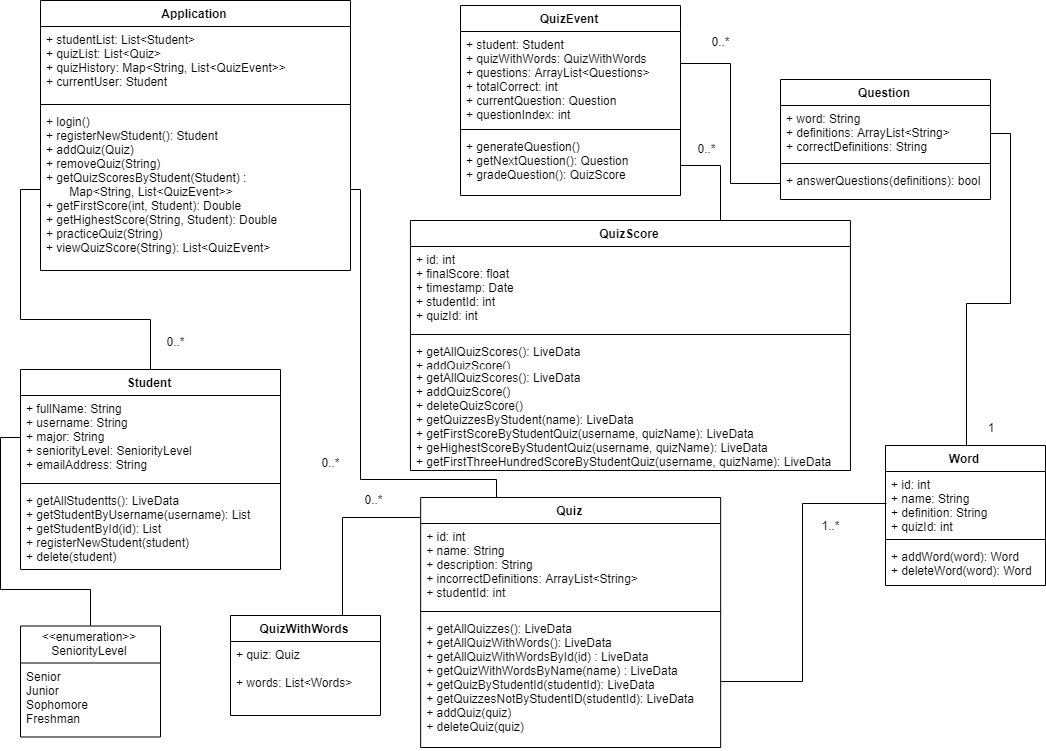 Application
+ studentList: List<Student>
+ quizList: List<Quiz>
+ quizHistory: Map<String, List<QuizEvent>>
+ currentUser: Student
+ login()
+ registerNewStudent(): Student
+ addQuiz(Quiz)
+ removeQuiz(String)
+ getQuizScoresByStudent(Student) :
Map<String, List<QuizEvent>>
+ getFirstScore(int, Student): Double
+ getHighestScore(String, Student): Double
+ practiceQuiz(String)
+ viewQuizScore(String): List<QuizEvent>
QuizEvent
+ student: Student
+ quizWithWords: QuizWithWords
+ questions: ArrayList<Questions>
+ totalCorrect: int
+ currentQuestion: Question
+ questionIndex: int
+ generateQuestion()
+ getNextQuestion(): Question
+ gradeQuestion(): QuizScore
0..*
0..*
Question
+ word: String
+ definitions: ArrayList<String>
+ correctDefinitions: String
+ answerQuestions(definitions): bool
QuizScore
+ id: int
+ finalScore: float
+ timestamp: Date
+ studentId: int
+ quizId: int
+ getAllQuizScores(): LiveData
+ addQuizScore()
+ getAllQuizScores(): LiveData
+ addQuizScore()
+ deleteQuizScore()
+ getQuizzesByStudent(name): LiveData
+ getFirstScoreByStudentQuiz(username, quizName): LiveData
+ geHighestScoreByStudentQuiz(username, quizName): LiveData
+ getFirstThreeHundredScoreByStudentQuiz(username, quizName): LiveData
0..*
Student
+ fullName: String
+ username: String
+ major: String
+ seniorityLevel: SeniorityLevel
+ emailAddress: String
+ getAllStudentts(): LiveData
+ getStudentByUsername(username): List
+ getStudentById(id): List
+ registerNewStudent(student)
+ delete(student)
0..*
0..*
1
1..*
Word
+ id: int
+ name: String
+ definition: String
+ quizId: int
+ addWord(word): Word
+ deleteWord(word): Word
Quiz
+ id: int
+ name: String
+ description: String
+ incorrectDefinitions: ArrayList<String>
+ studentId: int
+ getAllQuizzes(): LiveData
+ getAllQuizWithWords(): LiveData
+ getAllQuizWithWordsById(id) : LiveData
+ getQuizWithWordsByName(name) : LiveData
+ getQuizByStudentId(studentId): LiveData
+ getQuizzesNotByStudentID(studentId): LiveData
+ addQuiz(quiz)
+ deleteQuiz(quiz)
QuizWithWords
+ quiz: Quiz
+ words: List<Words>
<<enumeration>>
SeniorityLevel
Senior
Junior
Sophomore
Freshman